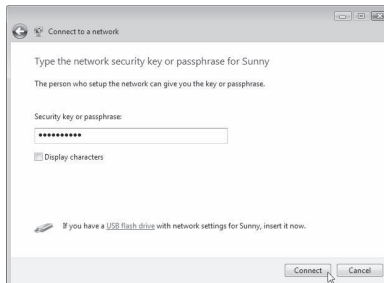 Connect to a network
Type the network security key or passphrase for Sunny
The person who setup the network can give you the key or passphrase.
Security key or passphrase:
••••••••••
Display characters
If you have a USB flash drive with network settings for Sunny, insert it now.
Connect Cancel